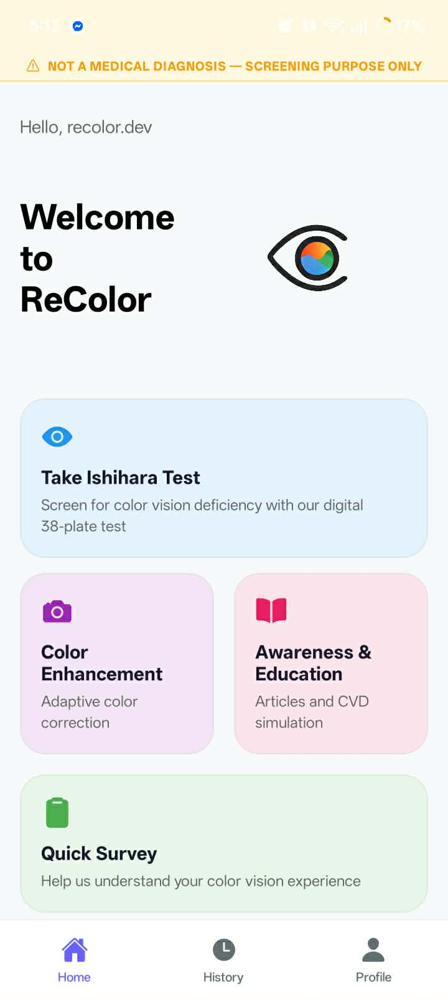 5:13
17%
NOT A MEDICAL DIAGNOSIS — SCREENING PURPOSE ONLY
Hello, recolor.dev
Welcome
to
ReColor
Take Ishihara Test
Screen for color vision deficiency with our digital
38-plate test
Color
Enhancement
Adaptive color
correction
Awareness &
Education
Articles and CVD
simulation
Quick Survey
Help us understand your color vision experience
Home
History
Profile